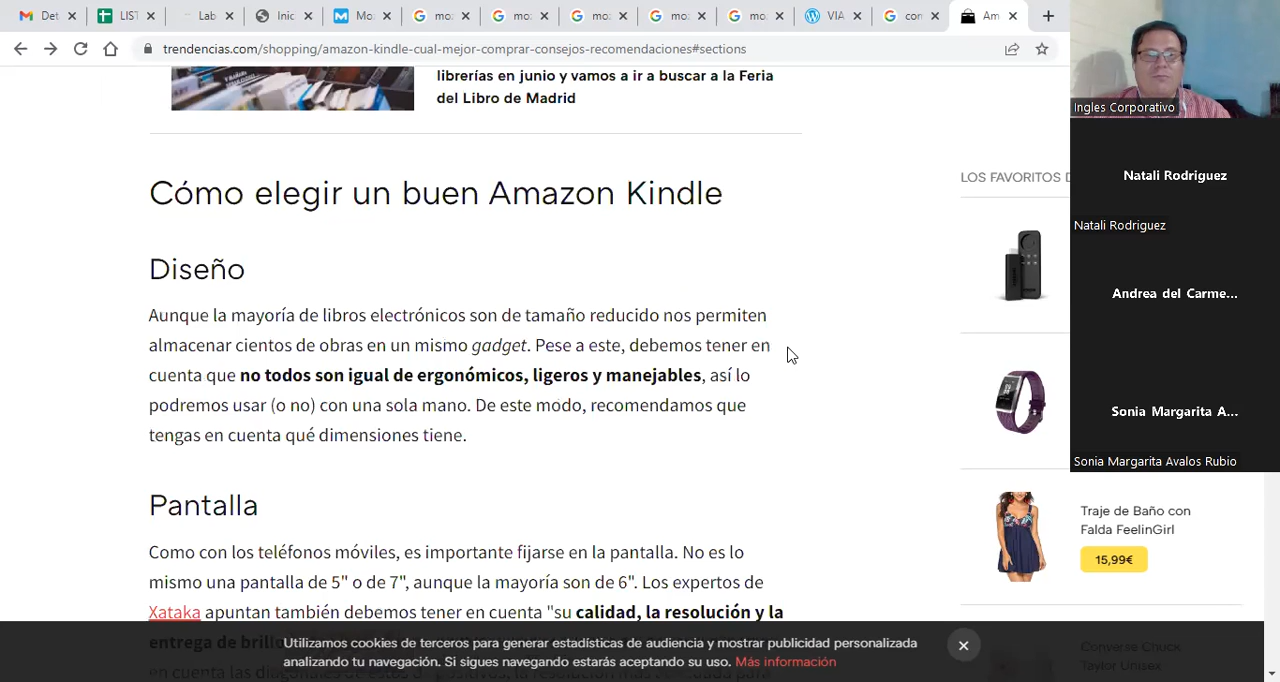 Det
LIST
Lab
Inic
Mo
mo
mo
mo
mo
mo
VIA
con
Am
trendencias.com/shopping/amazon-kindle-cual-mejor-comprar-consejos-recomendaciones#sections
librerías en junio y vamos a ir a buscar a la Feria
del Libro de Madrid
Cómo elegir un buen Amazon Kindle
Diseño
Aunque la mayoría de libros electrónicos son de tamaño reducido nos permiten
almacenar cientos de obras en un mismo gadget. Pese a este, debemos tener en
cuenta que no todos son igual de ergonómicos, ligeros y manejables, así lo
podremos usar (o no) con una sola mano. De este modo, recomendamos que
tengas en cuenta qué dimensiones tiene.
Pantalla
Como con los teléfonos móviles, es importante fijarse en la pantalla. No es lo
mismo una pantalla de 5" o de 7", aunque la mayoría son de 6". Los expertos de
Xataka apuntan también debemos tener en cuenta "su calidad, la resolución y la
entrega de brillo
Utilizamos cookies de terceros para generar estadísticas de audiencia y mostrar publicidad personalizada
analizando tu navegación. Si sigues navegando estarás aceptando su uso. Más información
LOS FAVORITOS D
Traje de Baño con
Falda FeelinGirl
15,99€
Converse Chuck
Taylor Unisex
Ingles Corporativo
Natali Rodriguez
Natali Rodriguez
Andrea del Carme...
Sonia Margarita A...
Sonia Margarita Avalos Rubio